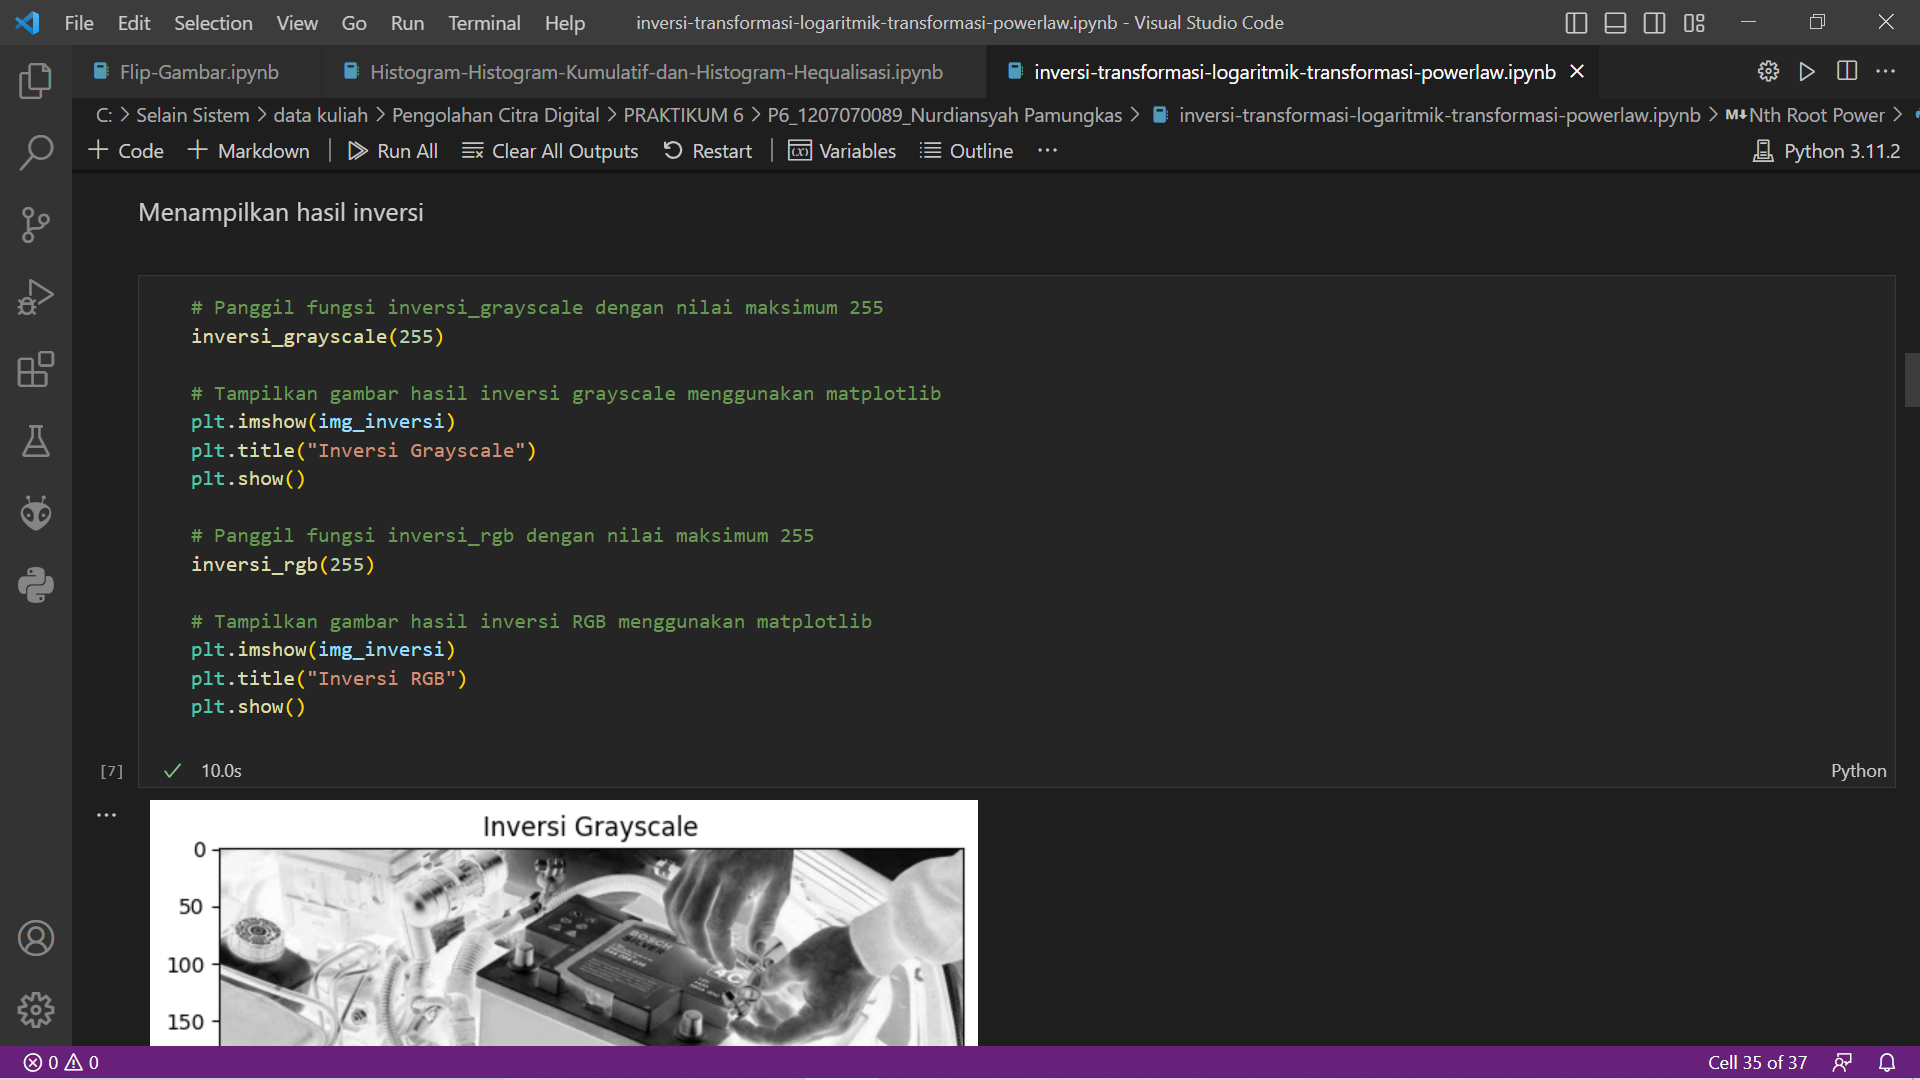 File Edit Selection View Go Run Terminal Help inversi-transformasi-logaritmik-transformasi-powerlaw.ipynb - Visual Studio Code
Flip-Gambar.ipynb Histogram-Histogram-Kumulatif-dan-Histogram-Hequalisasi.ipynb inversi-transformasi-logaritmik-transformasi-powerlaw.ipynb
C: > Selain Sistem > data kuliah > Pengolahan Citra Digital > PRAKTIKUM 6 > P6_1207070089_Nurdiansyah Pamungkas > inversi-transformasi-logaritmik-transformasi-powerlaw.ipynb > M↓Nth Root Power >
+ Code + Markdown Run All Clear All Outputs Restart Variables Outline ... Python 3.11.2
Menampilkan hasil inversi
# Panggil fungsi inversi_grayscale dengan nilai maksimum 255
inversi_grayscale(255)
# Tampilkan gambar hasil inversi grayscale menggunakan matplotlib
plt.imshow(img_inversi)
plt.title("Inversi Grayscale")
plt.show()
# Panggil fungsi inversi_rgb dengan nilai maksimum 255
inversi_rgb(255)
# Tampilkan gambar hasil inversi RGB menggunakan matplotlib
plt.imshow(img_inversi)
plt.title("Inversi RGB")
plt.show()
[7] 10.0s Python
Inversi Grayscale
0
50
100
150
BOSCH
SILVER
4C
0 0 Cell 35 of 37